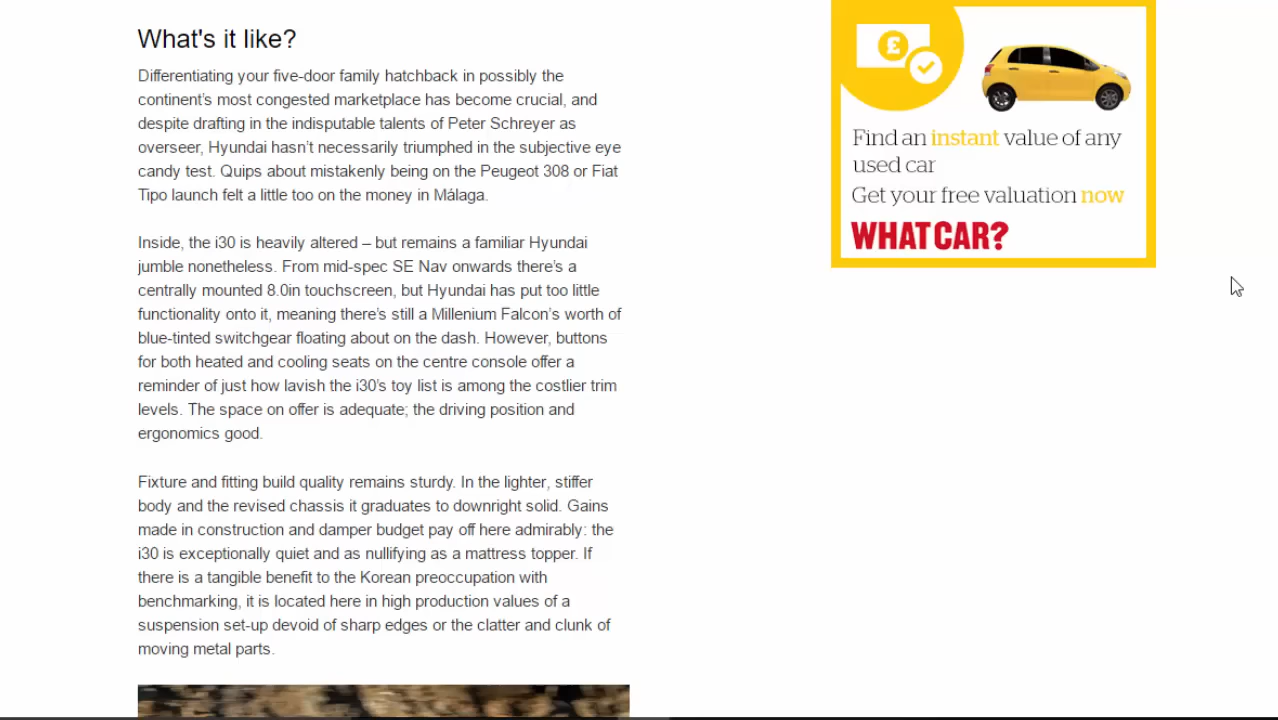 What's it like?
Differentiating your five-door family hatchback in possibly the
continent's most congested marketplace has become crucial, and
despite drafting in the indisputable talents of Peter Schreyer as
overseer, Hyundai hasn't necessarily triumphed in the subjective eye
candy test. Quips about mistakenly being on the Peugeot 308 or Fiat
Tipo launch felt a little too on the money in Málaga.
Inside, the i30 is heavily altered – but remains a familiar Hyundai
jumble nonetheless. From mid-spec SE Nav onwards there's a
centrally mounted 8.0in touchscreen, but Hyundai has put too little
functionality onto it, meaning there's still a Millenium Falcon's worth of
blue-tinted switchgear floating about on the dash. However, buttons
for both heated and cooling seats on the centre console offer a
reminder of just how lavish the i30's toy list is among the costlier trim
levels. The space on offer is adequate; the driving position and
ergonomics good.
Fixture and fitting build quality remains sturdy. In the lighter, stiffer
body and the revised chassis it graduates to downright solid. Gains
made in construction and damper budget pay off here admirably: the
i30 is exceptionally quiet and as nullifying as a mattress topper. If
there is a tangible benefit to the Korean preoccupation with
benchmarking, it is located here in high production values of a
suspension set-up devoid of sharp edges or the clatter and clunk of
moving metal parts.
£
Find an instant value of any
used car
Get your free valuation now
WHAT CAR?